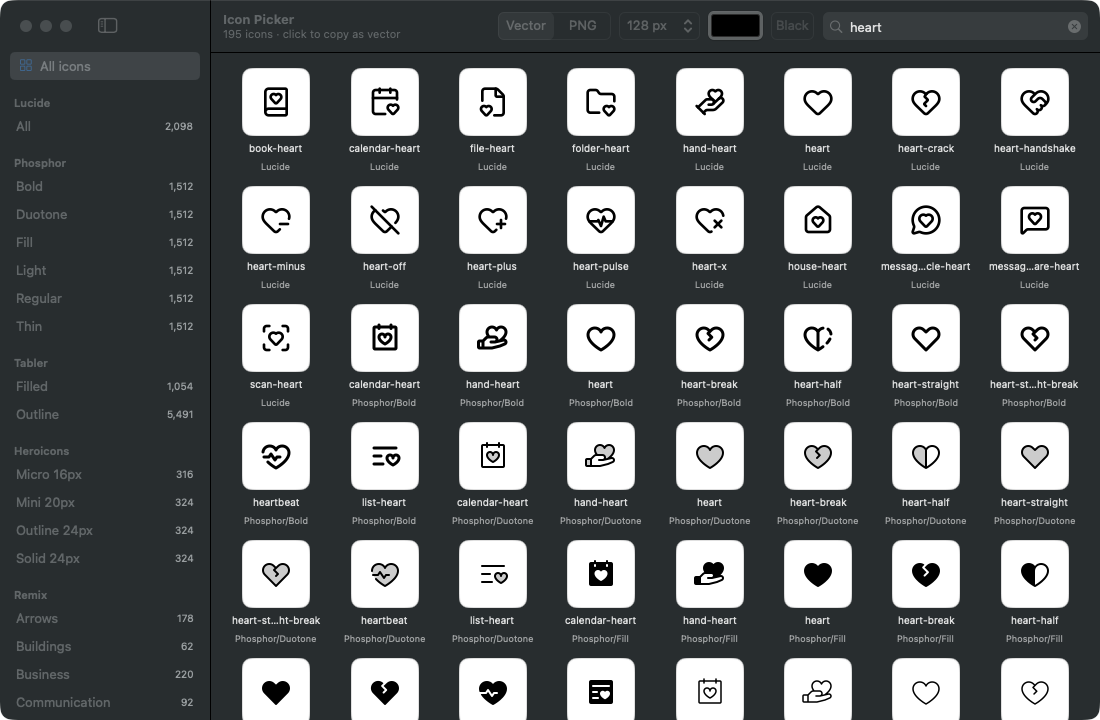 Icon Picker
195 icons · click to copy as vector
Vector
PNG
128 px
Black
heart
All icons
Lucide
All 2,098
Phosphor
Bold 1,512
Duotone 1,512
Fill 1,512
Light 1,512
Regular 1,512
Thin 1,512
Tabler
Filled 1,054
Outline 5,491
Heroicons
Micro 16px 316
Mini 20px 324
Outline 24px 324
Solid 24px 324
Remix
Arrows 178
Buildings 62
Business 220
Communication 92
book-heart calendar-heart file-heart folder-heart hand-heart heart heart-crack heart-handshake
Lucide Lucide Lucide Lucide Lucide Lucide Lucide Lucide
heart-minus heart-off heart-plus heart-pulse heart-x house-heart messag...cle-heart messag...are-heart
Lucide Lucide Lucide Lucide Lucide Lucide Lucide Lucide
scan-heart calendar-heart hand-heart heart heart-break heart-half heart-straight heart-st...ht-break
Lucide Phosphor/Bold Phosphor/Bold Phosphor/Bold Phosphor/Bold Phosphor/Bold Phosphor/Bold Phosphor/Bold
heartbeat list-heart calendar-heart hand-heart heart heart-break heart-half heart-straight
Phosphor/Bold Phosphor/Bold Phosphor/Duotone Phosphor/Duotone Phosphor/Duotone Phosphor/Duotone Phosphor/Duotone Phosphor/Duotone
heart-st...ht-break heartbeat list-heart calendar-heart hand-heart heart heart-break heart-half
Phosphor/Duotone Phosphor/Duotone Phosphor/Duotone Phosphor/Fill Phosphor/Fill Phosphor/Fill Phosphor/Fill Phosphor/Fill